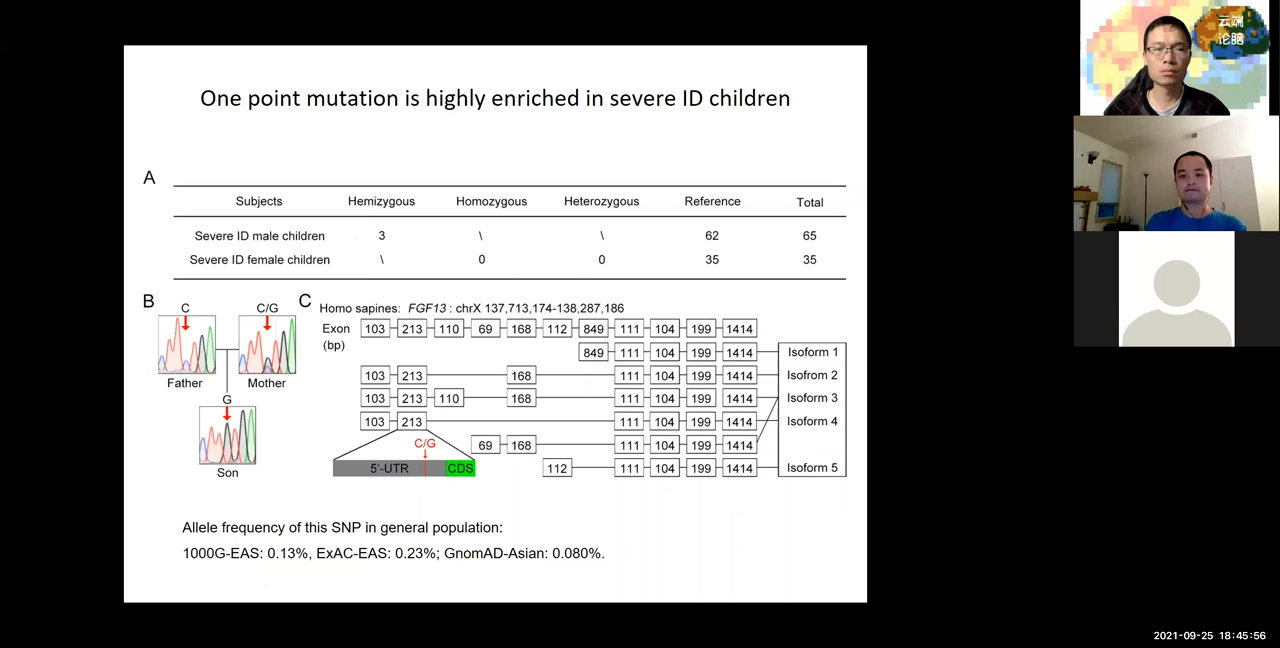 One point mutation is highly enriched in severe ID children
A
Subjects Hemizygous Homozygous Heterozygous Reference Total
Severe ID male children 3 \ \ 62 65
Severe ID female children \ 0 0 35 35
B
C C/G
Father Mother
G
Son
C
Homo sapines: FGF13 : chrX 137,713,174-138,287,186
Exon 103 213 110 69 168 112 849 111 104 199 1414
(bp)
849 111 104 199 1414 Isoform 1
103 213 168 111 104 199 1414 Isofrom 2
103 213 110 168 111 104 199 1414 Isoform 3
103 213 111 104 199 1414 Isoform 4
C/G 69 168 111 104 199 1414
5'-UTR CDS 112 111 104 199 1414 Isoform 5
Allele frequency of this SNP in general population:
1000G-EAS: 0.13%, ExAC-EAS: 0.23%; GnomAD-Asian: 0.080%.
云端
论脑
2021-09-25 18:45:56